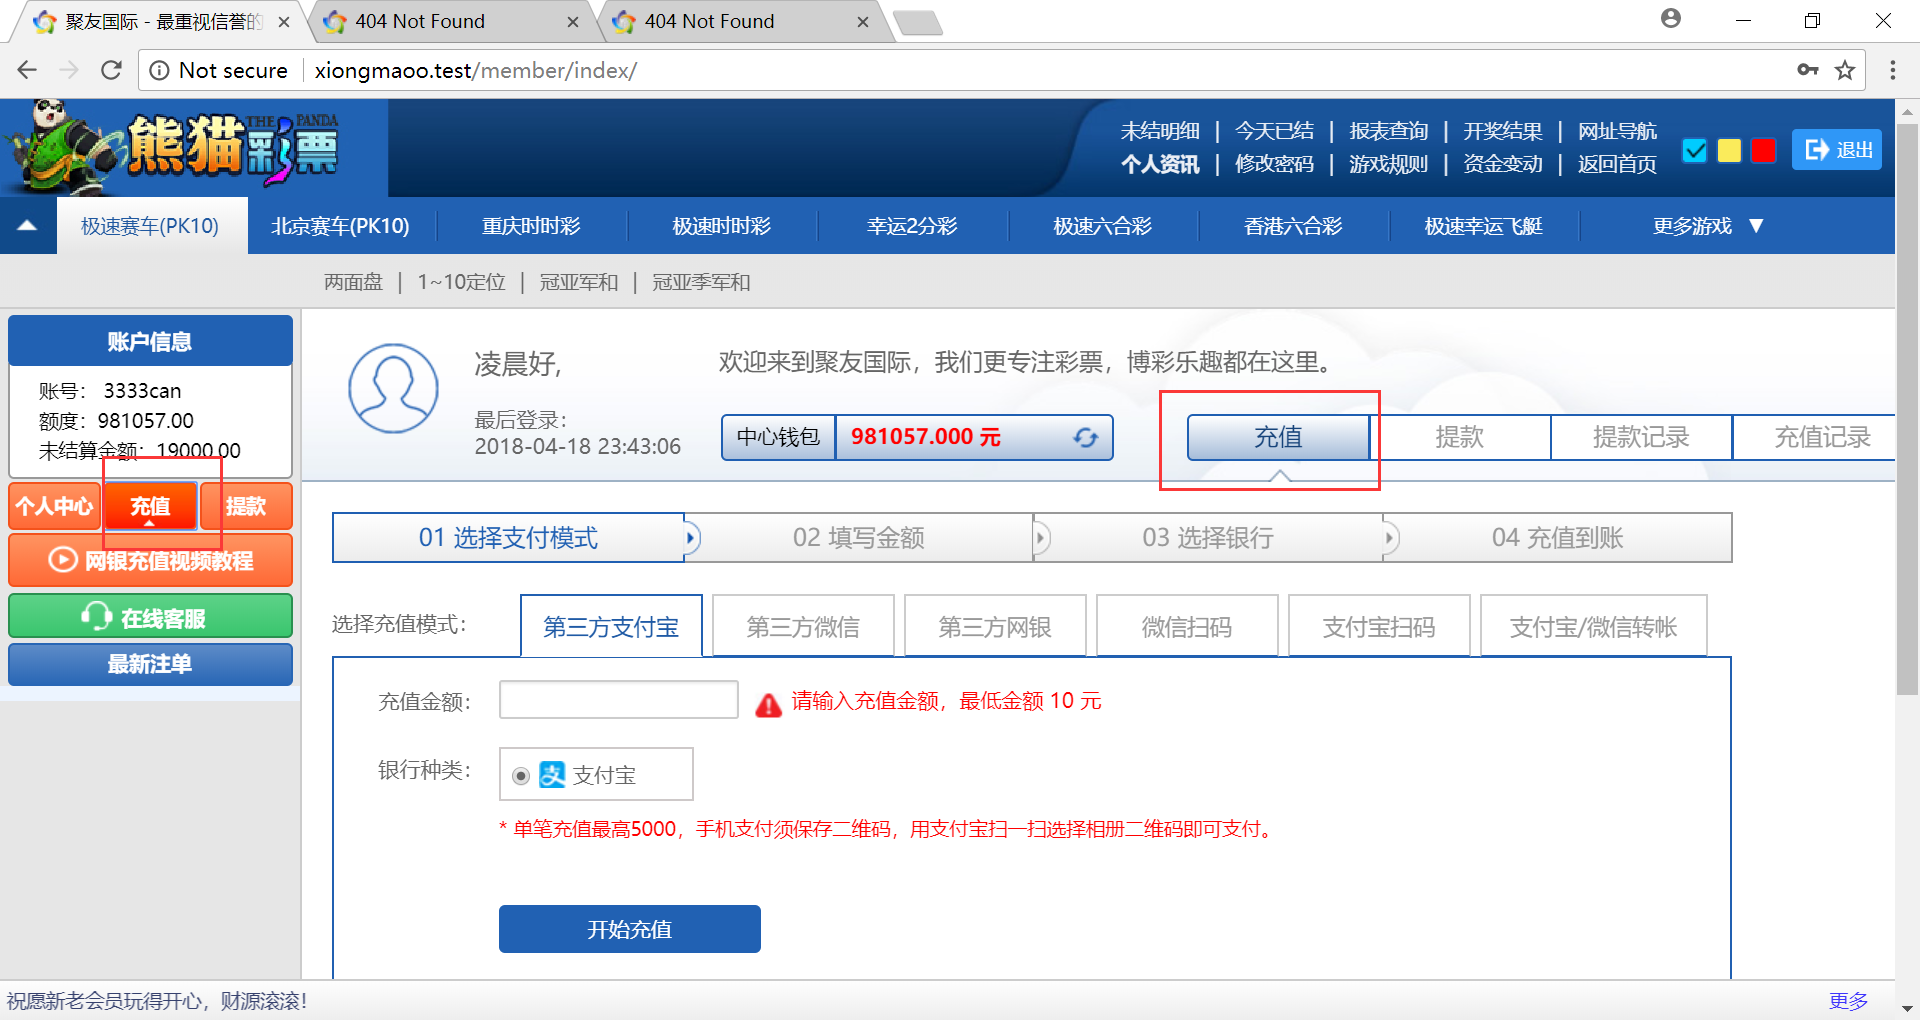 聚友国际 - 最重视信誉的
404 Not Found
404 Not Found
Not secure
xiongmaoo.test/member/index/
THE PANDA
熊猫彩票
未结明细 | 今天已结 | 报表查询 | 开奖结果 | 网址导航
个人资讯 | 修改密码 | 游戏规则 | 资金变动 | 返回首页
退出
极速赛车(PK10)
北京赛车(PK10)
重庆时时彩
极速时时彩
幸运2分彩
极速六合彩
香港六合彩
极速幸运飞艇
更多游戏 ▼
两面盘 | 1~10定位 | 冠亚军和 | 冠亚季军和
账户信息
账号： 3333can
额度：981057.00
未结算金额：19000.00
个人中心
充值
提款
网银充值视频教程
在线客服
最新注单
凌晨好,
欢迎来到聚友国际，我们更专注彩票，博彩乐趣都在这里。
最后登录：
2018-04-18 23:43:06
中心钱包
981057.000 元
充值
提款
提款记录
充值记录
01 选择支付模式
02 填写金额
03 选择银行
04 充值到账
选择充值模式：
第三方支付宝
第三方微信
第三方网银
微信扫码
支付宝扫码
支付宝/微信转帐
充值金额：
请输入充值金额，最低金额 10 元
银行种类：
支付宝
* 单笔充值最高5000，手机支付须保存二维码，用支付宝扫一扫选择相册二维码即可支付。
开始充值
祝愿新老会员玩得开心，财源滚滚！
更多